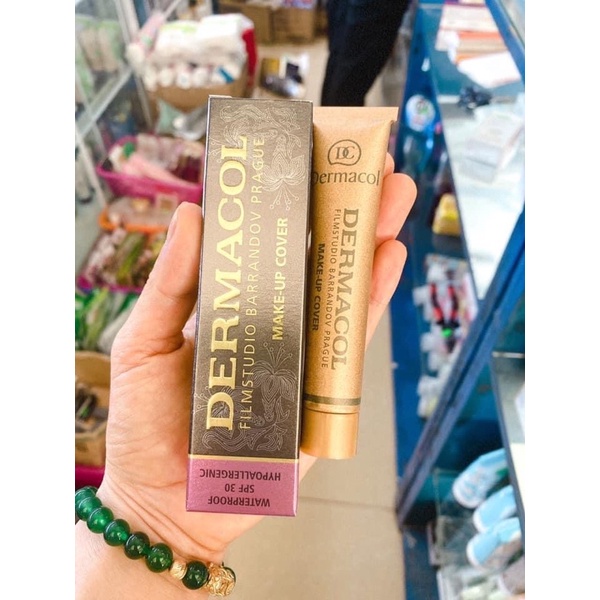 DERMACOL
FILMSTUDIO BARRANDOV PRAGUE
MAKE-UP COVER
WATERPROOF
SPF 30
HYPOALLERGENIC
DC
Dermacol
DERMACOL
FILMSTUDIO BARRANDOV PRAGUE
MAKE-UP COVER